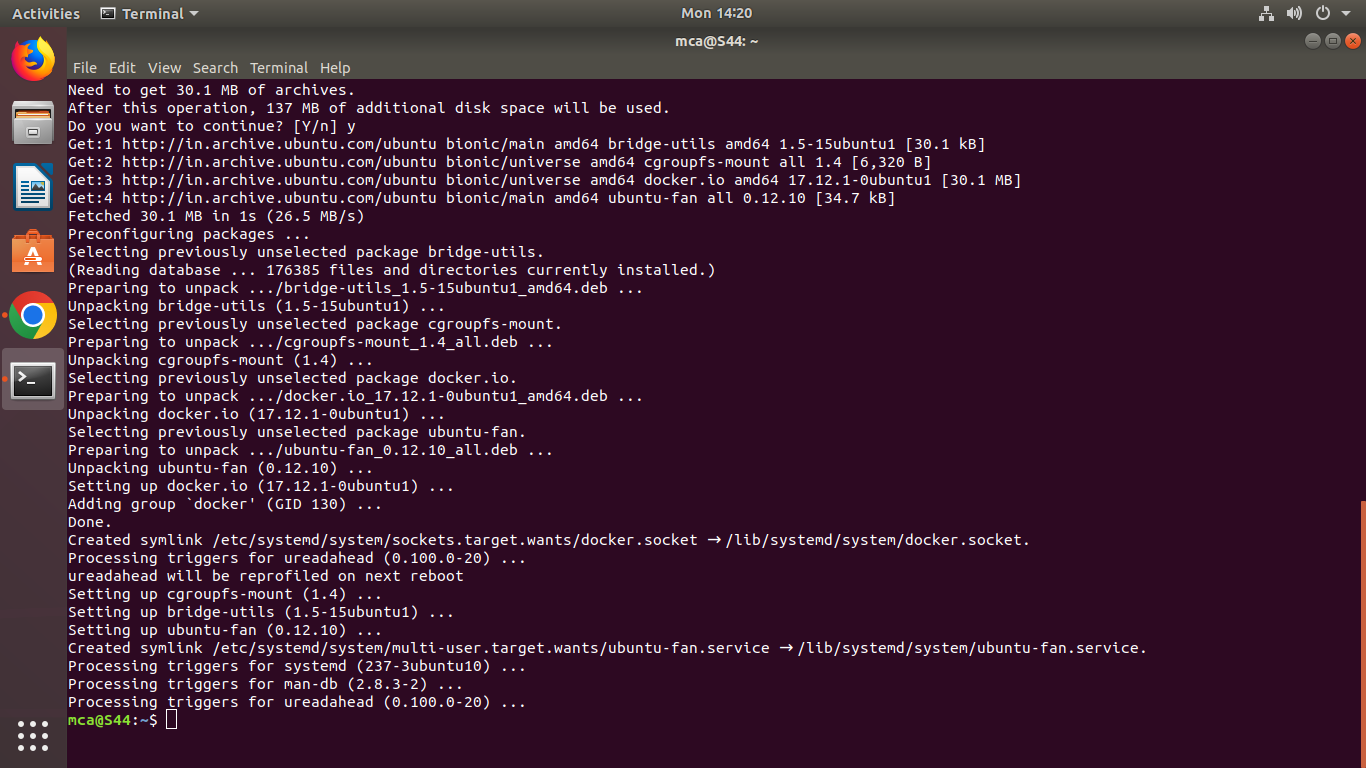 Activities Terminal Mon 14:20
mca@S44: ~
File Edit View Search Terminal Help
Need to get 30.1 MB of archives.
After this operation, 137 MB of additional disk space will be used.
Do you want to continue? [Y/n] y
Get:1 http://in.archive.ubuntu.com/ubuntu bionic/main amd64 bridge-utils amd64 1.5-15ubuntu1 [30.1 kB]
Get:2 http://in.archive.ubuntu.com/ubuntu bionic/universe amd64 cgroupfs-mount all 1.4 [6,320 B]
Get:3 http://in.archive.ubuntu.com/ubuntu bionic/universe amd64 docker.io amd64 17.12.1-0ubuntu1 [30.1 MB]
Get:4 http://in.archive.ubuntu.com/ubuntu bionic/main amd64 ubuntu-fan all 0.12.10 [34.7 kB]
Fetched 30.1 MB in 1s (26.5 MB/s)
Preconfiguring packages ...
Selecting previously unselected package bridge-utils.
(Reading database ... 176385 files and directories currently installed.)
Preparing to unpack .../bridge-utils_1.5-15ubuntu1_amd64.deb ...
Unpacking bridge-utils (1.5-15ubuntu1) ...
Selecting previously unselected package cgroupfs-mount.
Preparing to unpack .../cgroupfs-mount_1.4_all.deb ...
Unpacking cgroupfs-mount (1.4) ...
Selecting previously unselected package docker.io.
Preparing to unpack .../docker.io_17.12.1-0ubuntu1_amd64.deb ...
Unpacking docker.io (17.12.1-0ubuntu1) ...
Selecting previously unselected package ubuntu-fan.
Preparing to unpack .../ubuntu-fan_0.12.10_all.deb ...
Unpacking ubuntu-fan (0.12.10) ...
Setting up docker.io (17.12.1-0ubuntu1) ...
Adding group `docker' (GID 130) ...
Done.
Created symlink /etc/systemd/system/sockets.target.wants/docker.socket → /lib/systemd/system/docker.socket.
Processing triggers for ureadahead (0.100.0-20) ...
ureadahead will be reprofiled on next reboot
Setting up cgroupfs-mount (1.4) ...
Setting up bridge-utils (1.5-15ubuntu1) ...
Setting up ubuntu-fan (0.12.10) ...
Created symlink /etc/systemd/system/multi-user.target.wants/ubuntu-fan.service → /lib/systemd/system/ubuntu-fan.service.
Processing triggers for systemd (237-3ubuntu10) ...
Processing triggers for man-db (2.8.3-2) ...
Processing triggers for ureadahead (0.100.0-20) ...
mca@S44:~$